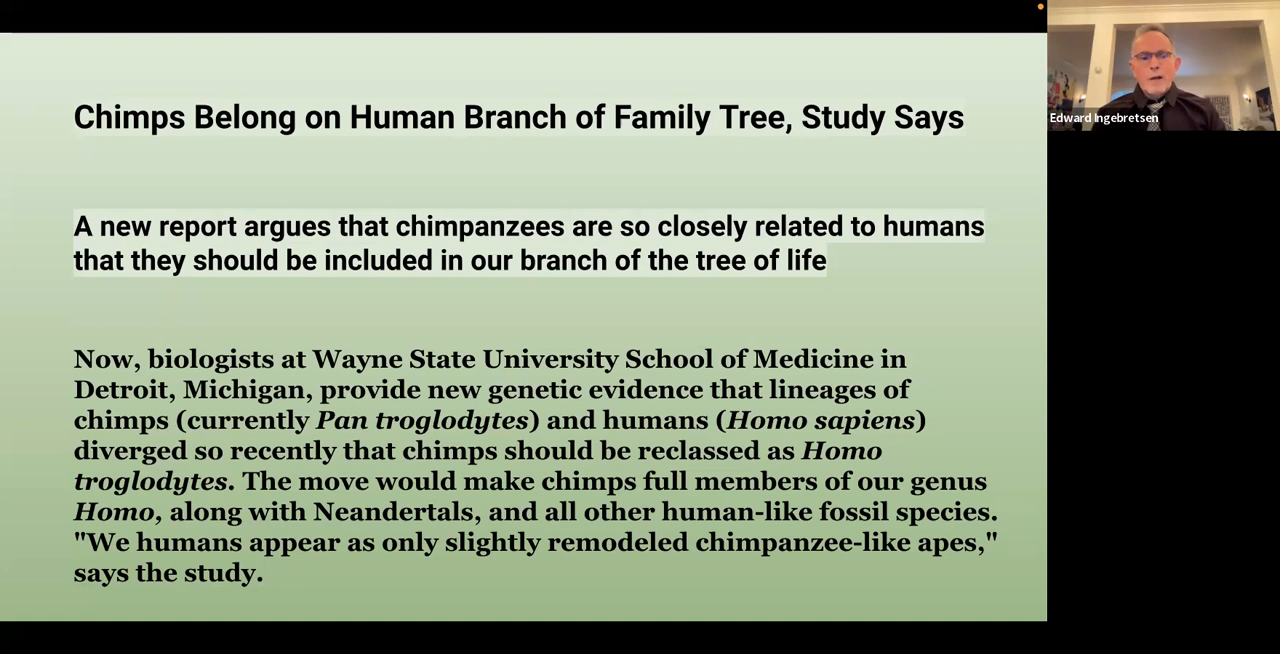 Chimps Belong on Human Branch of Family Tree, Study Says
A new report argues that chimpanzees are so closely related to humans
that they should be included in our branch of the tree of life
Now, biologists at Wayne State University School of Medicine in
Detroit, Michigan, provide new genetic evidence that lineages of
chimps (currently Pan troglodytes) and humans (Homo sapiens)
diverged so recently that chimps should be reclassed as Homo
troglodytes. The move would make chimps full members of our genus
Homo, along with Neandertals, and all other human-like fossil species.
"We humans appear as only slightly remodeled chimpanzee-like apes,"
says the study.
Edward Ingebretsen